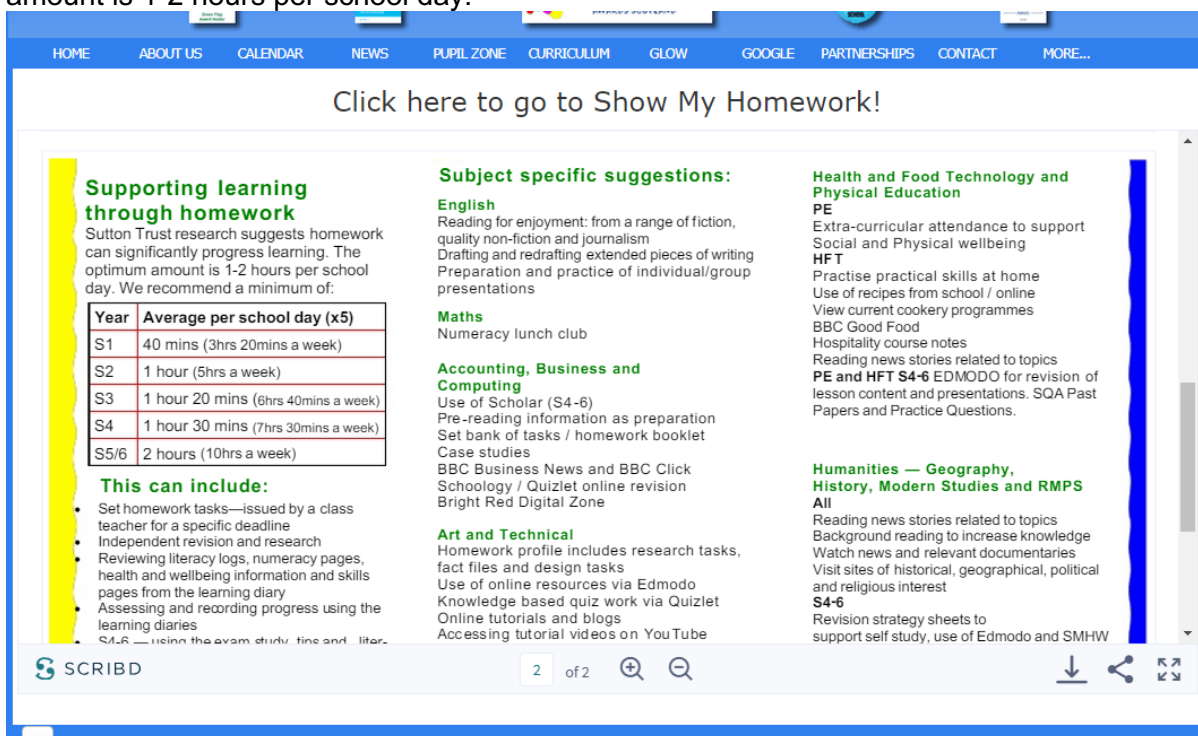 amount is 1-2 hours per school day.
HOME ABOUT US CALENDAR NEWS PUPIL ZONE CURRICULUM GLOW GOOGLE PARTNERSHIPS CONTACT MORE...
Click here to go to Show My Homework!
Supporting learning
through homework
Sutton Trust research suggests homework
can significantly progress learning. The
optimum amount is 1-2 hours per school
day. We recommend a minimum of:
Year Average per school day (x5)
S1 40 mins (3hrs 20mins a week)
S2 1 hour (5hrs a week)
S3 1 hour 20 mins (6hrs 40mins a week)
S4 1 hour 30 mins (7hrs 30mins a week)
S5/6 2 hours (10hrs a week)
This can include:
• Set homework tasks—issued by a class
teacher for a specific deadline
• Independent revision and research
• Reviewing literacy logs, numeracy pages,
health and wellbeing information and skills
pages from the learning diary
• Assessing and recording progress using the
learning diaries
• S4-6 — using the exam study, tips and liter-
Subject specific suggestions:
English
Reading for enjoyment: from a range of fiction,
quality non-fiction and journalism
Drafting and redrafting extended pieces of writing
Preparation and practice of individual/group
presentations
Maths
Numeracy lunch club
Accounting, Business and
Computing
Use of Scholar (S4-6)
Pre-reading information as preparation
Set bank of tasks / homework booklet
Case studies
BBC Business News and BBC Click
Schoology / Quizlet online revision
Bright Red Digital Zone
Art and Technical
Homework profile includes research tasks,
fact files and design tasks
Use of online resources via Edmodo
Knowledge based quiz work via Quizlet
Online tutorials and blogs
Accessing tutorial videos on YouTube
Health and Food Technology and
Physical Education
PE
Extra-curricular attendance to support
Social and Physical wellbeing
HFT
Practise practical skills at home
Use of recipes from school / online
View current cookery programmes
BBC Good Food
Hospitality course notes
Reading news stories related to topics
PE and HFT S4-6 EDMODO for revision of
lesson content and presentations. SQA Past
Papers and Practice Questions.
Humanities — Geography,
History, Modern Studies and RMPS
All
Reading news stories related to topics
Background reading to increase knowledge
Watch news and relevant documentaries
Visit sites of historical, geographical, political
and religious interest
S4-6
Revision strategy sheets to
support self study, use of Edmodo and SMHW
SCRIBD 2 of 2